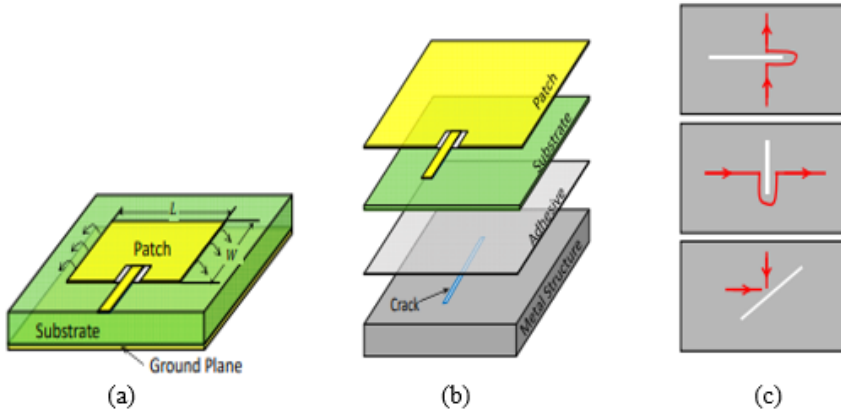 L
Patch
W
Substrate
Ground Plane
(a)
Patch
Substrate
Adhesive
Crack
Metal Structure
(b)
(c)